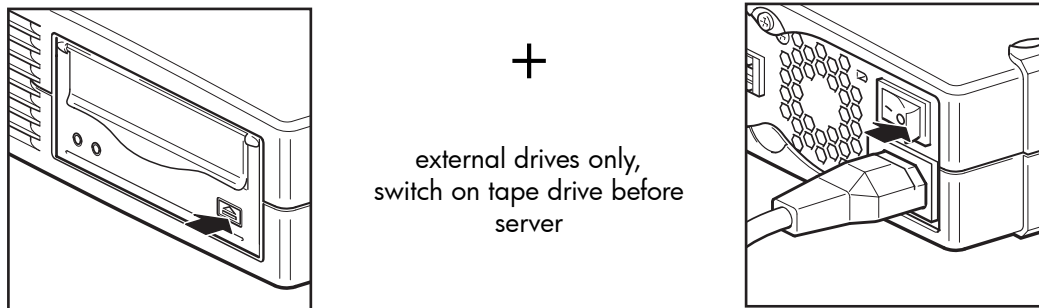 +
external drives only,
switch on tape drive before
server